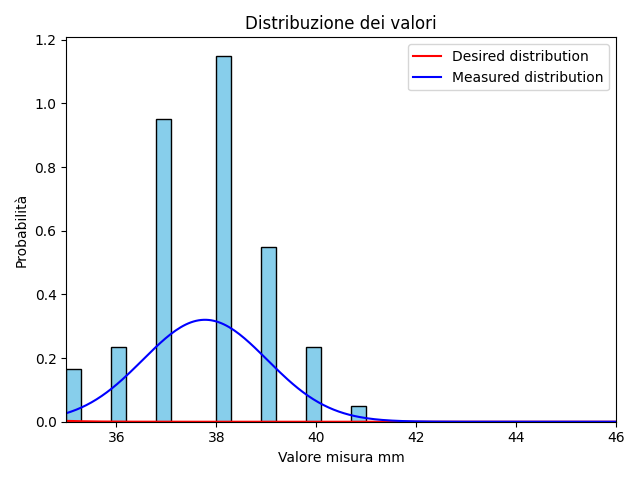 Distribuzione dei valori
1.2
1.0
0.8
0.6
0.4
0.2
0.0
Probabilità
Desired distribution
Measured distribution
36 38 40 42 44 46
Valore misura mm